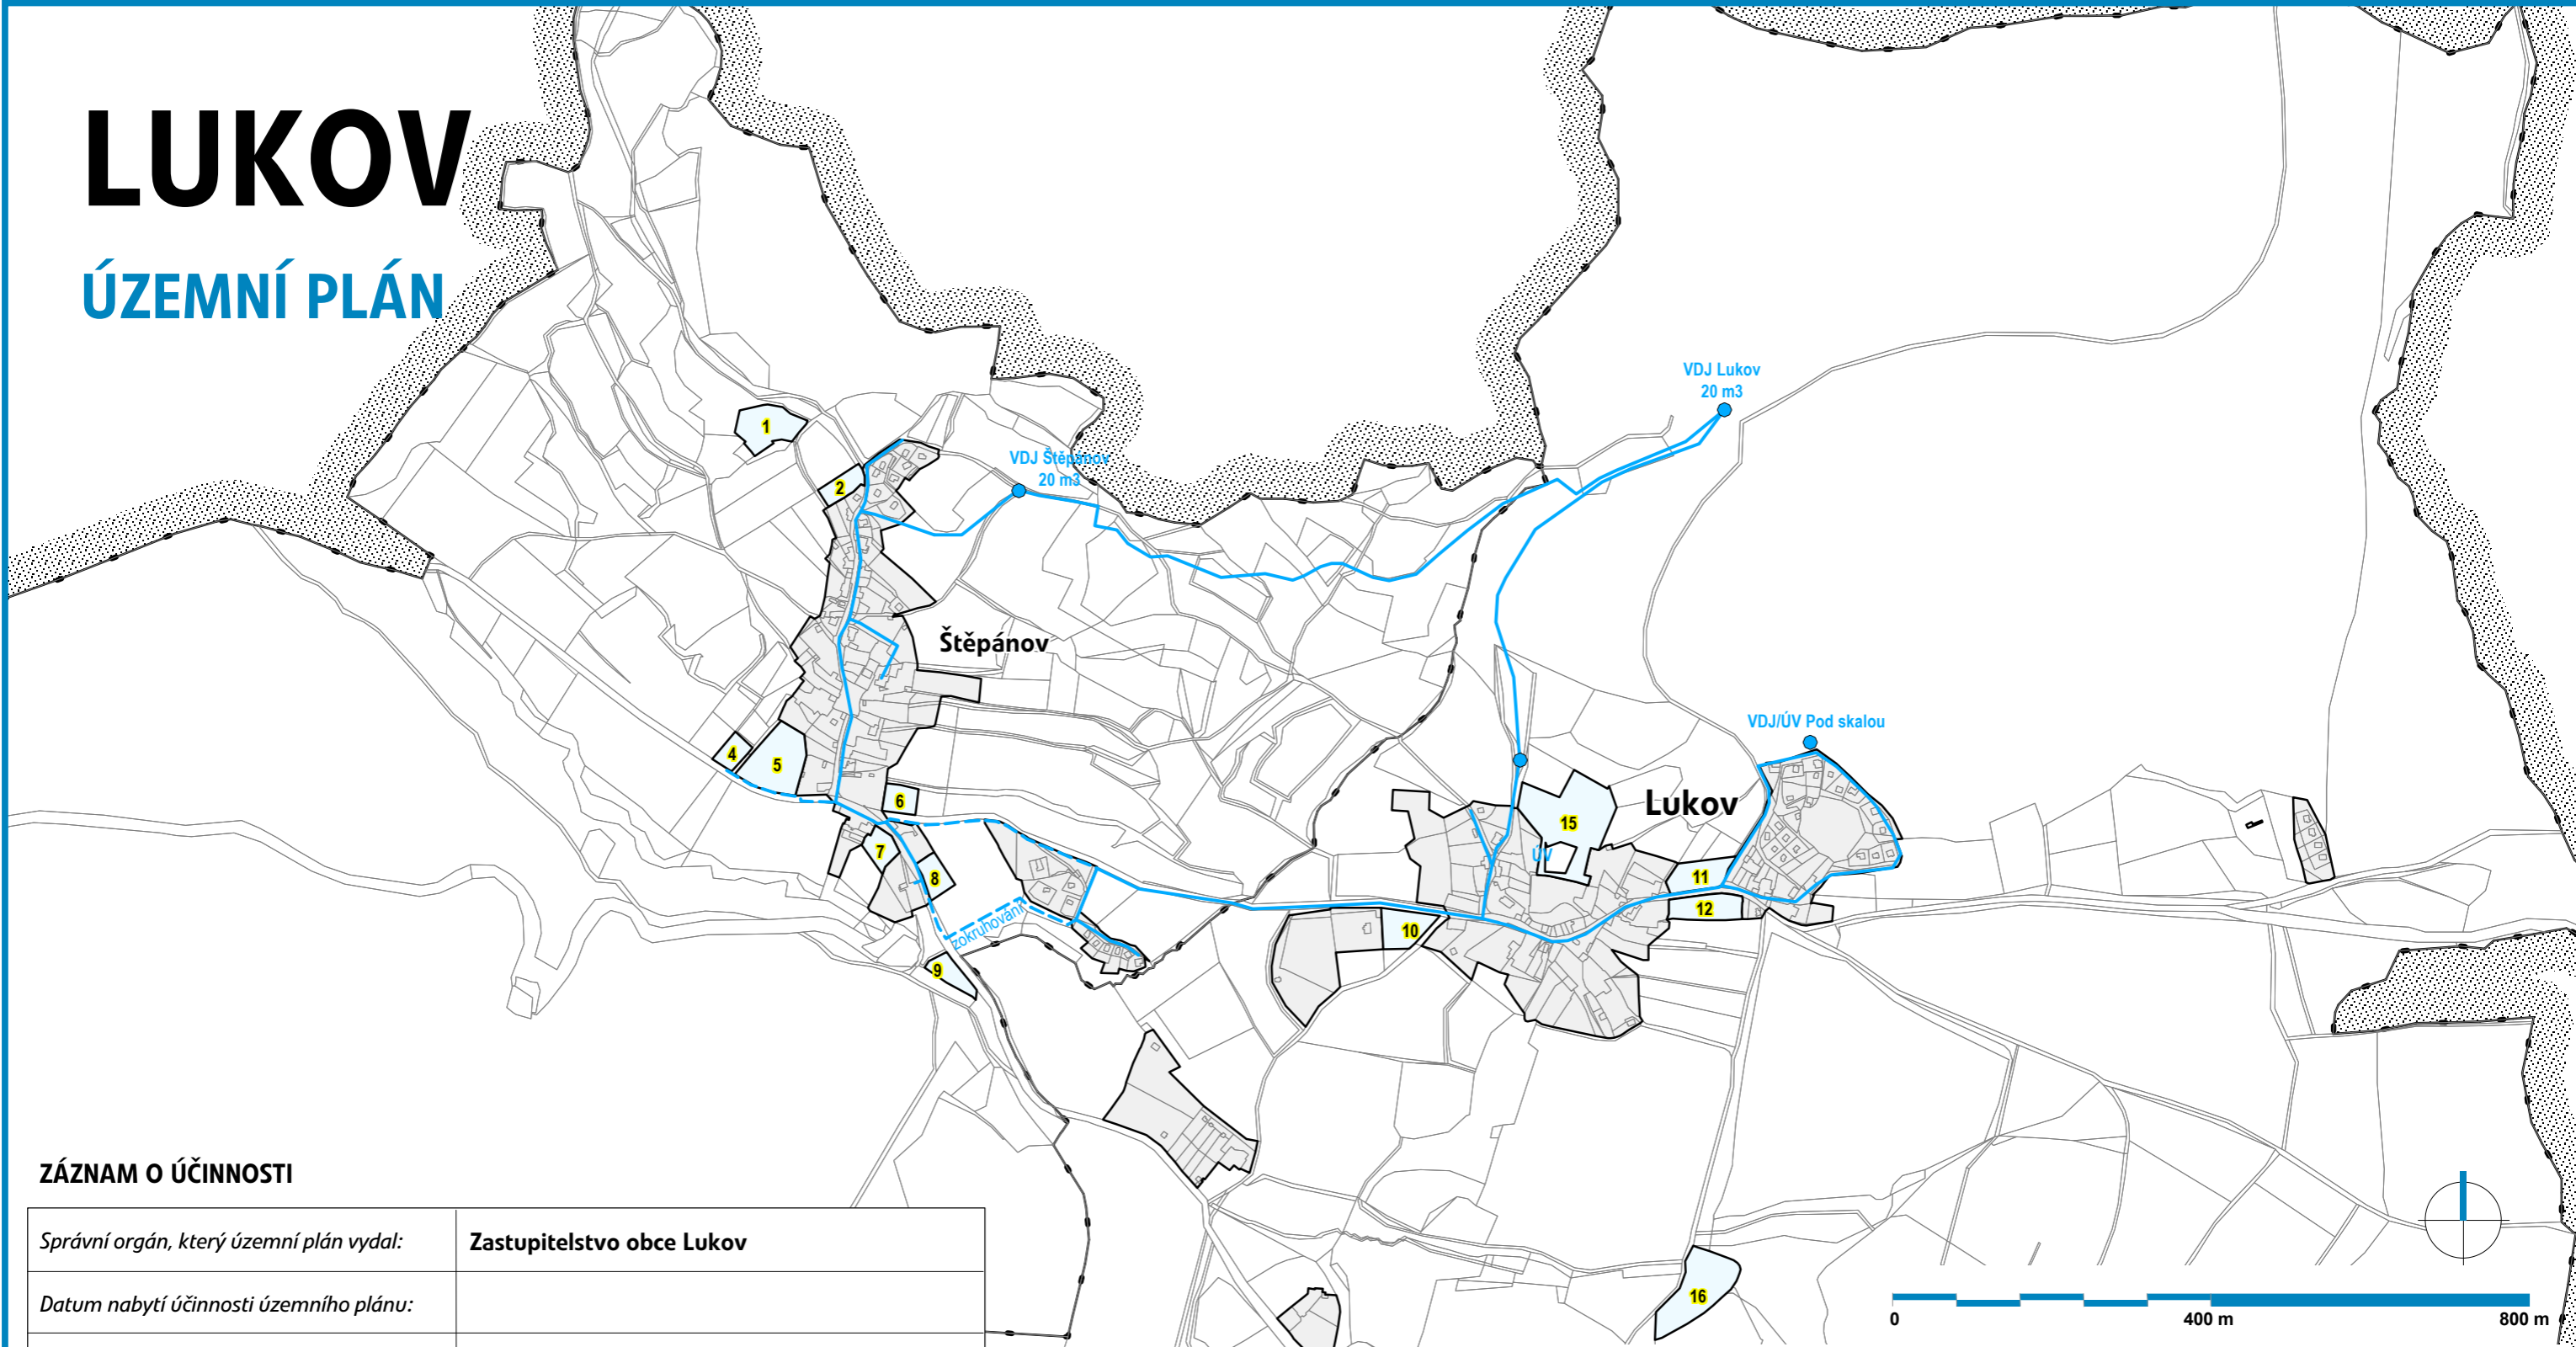 LUKOV
ÚZEMNÍ PLÁN
VDJ Lukov
20 m3
1
VDJ Štěpánov
20 m3
2
Štěpánov
VDJ/ÚV Pod skalou
4
5
6
Lukov
15
7
ÚV
8
11
12
zokruhování
10
9
ZÁZNAM O ÚČINNOSTI
Správní orgán, který územní plán vydal:
Zastupitelstvo obce Lukov
Datum nabytí účinnosti územního plánu:
16
0
400 m
800 m